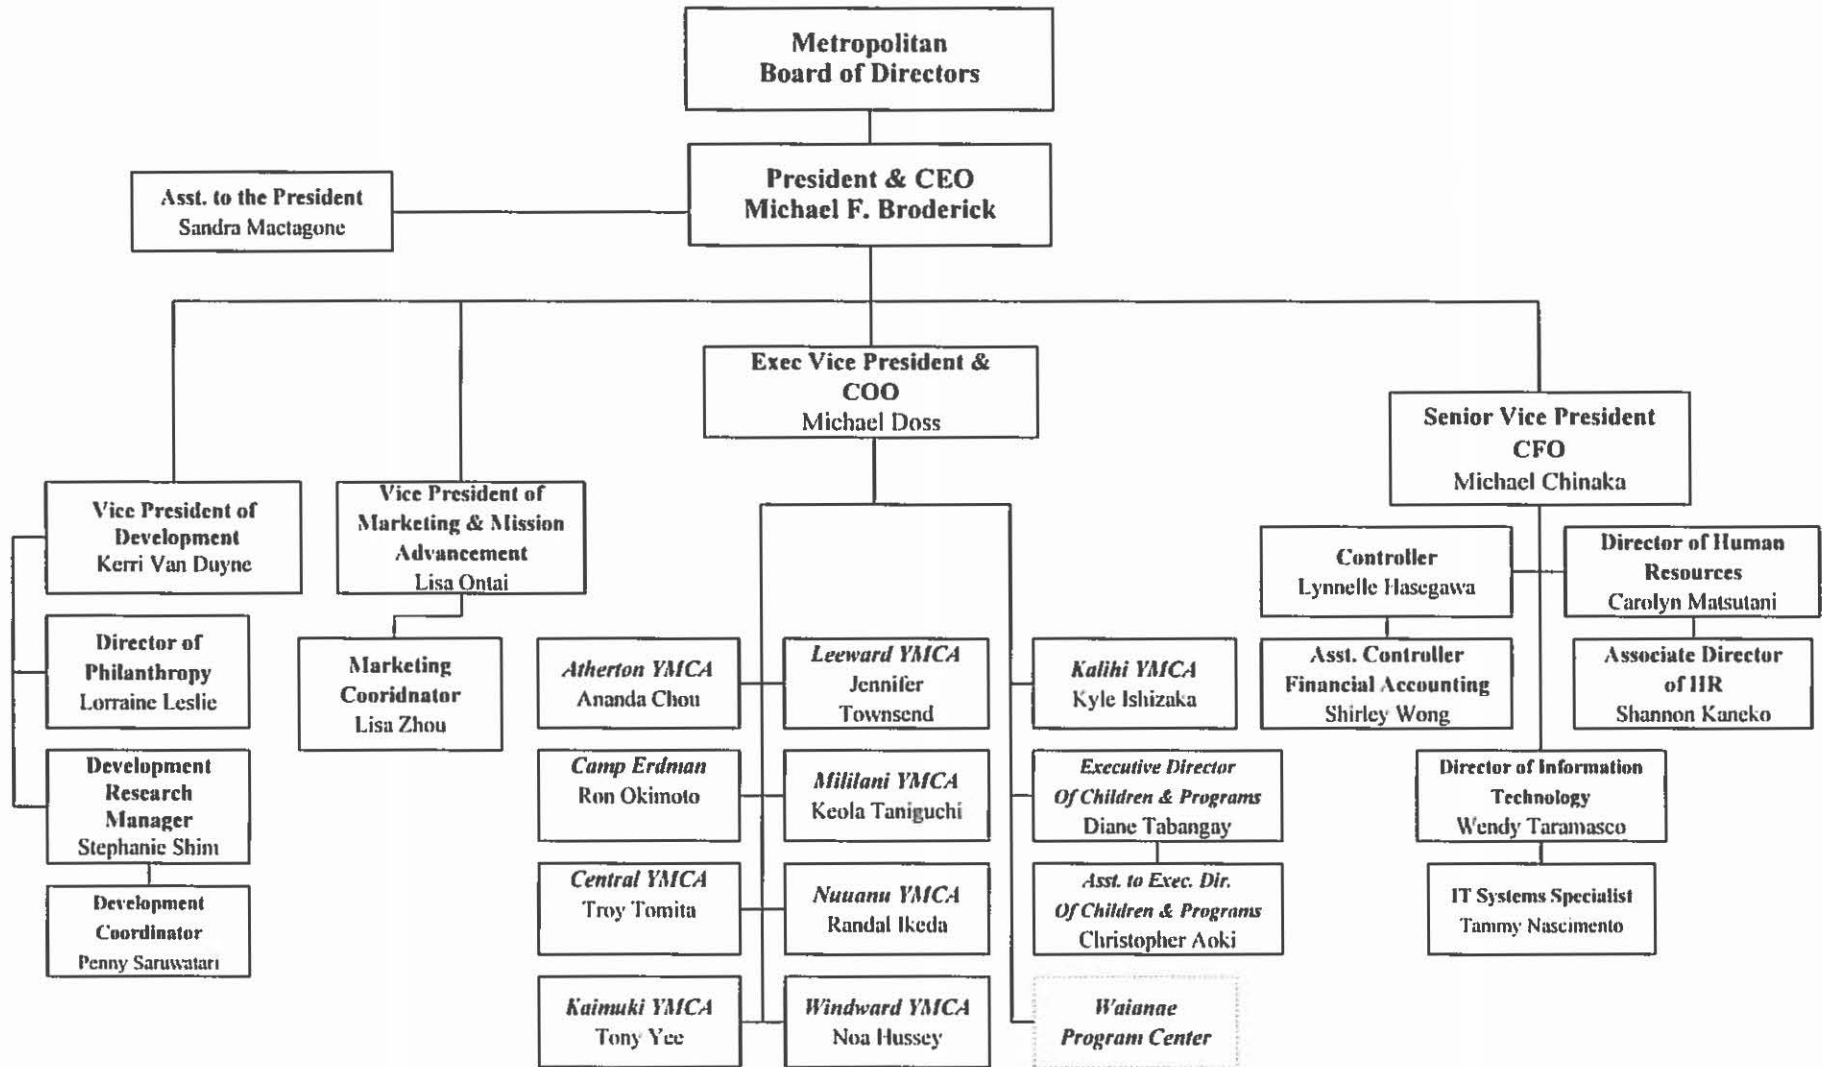 Metropolitan
Board of Directors
President & CEO
Michael F. Broderick
Asst. to the President
Sandra Mactagone
Exec Vice President &
COO
Michael Doss
Senior Vice President
CFO
Michael Chinaka
Vice President of
Development
Kerri Van Duyne
Vice President of
Marketing & Mission
Advancement
Lisa Ontai
Controller
Lynnelle Hasegawa
Director of Human
Resources
Carolyn Matsutani
Director of
Philanthropy
Lorraine Leslie
Marketing
Cooridnator
Lisa Zhou
Atherton YMCA
Ananda Chou
Leeward YMCA
Jennifer
Townsend
Kalihi YMCA
Kyle Ishizaka
Asst. Controller
Financial Accounting
Shirley Wong
Associate Director
of HR
Shannon Kaneko
Development
Research
Manager
Stephanie Shim
Camp Erdman
Ron Okimoto
Mililani YMCA
Keola Taniguchi
Executive Director
Of Children & Programs
Diane Tabangay
Director of Information
Technology
Wendy Taramasco
Development
Coordinator
Penny Saruwatari
Central YMCA
Troy Tomita
Nuuanu YMCA
Randal Ikeda
Asst. to Exec. Dir.
Of Children & Programs
Christopher Aoki
IT Systems Specialist
Tammy Nascimento
Kaimuki YMCA
Tony Yee
Windward YMCA
Noa Hussey
Waianae
Program Center